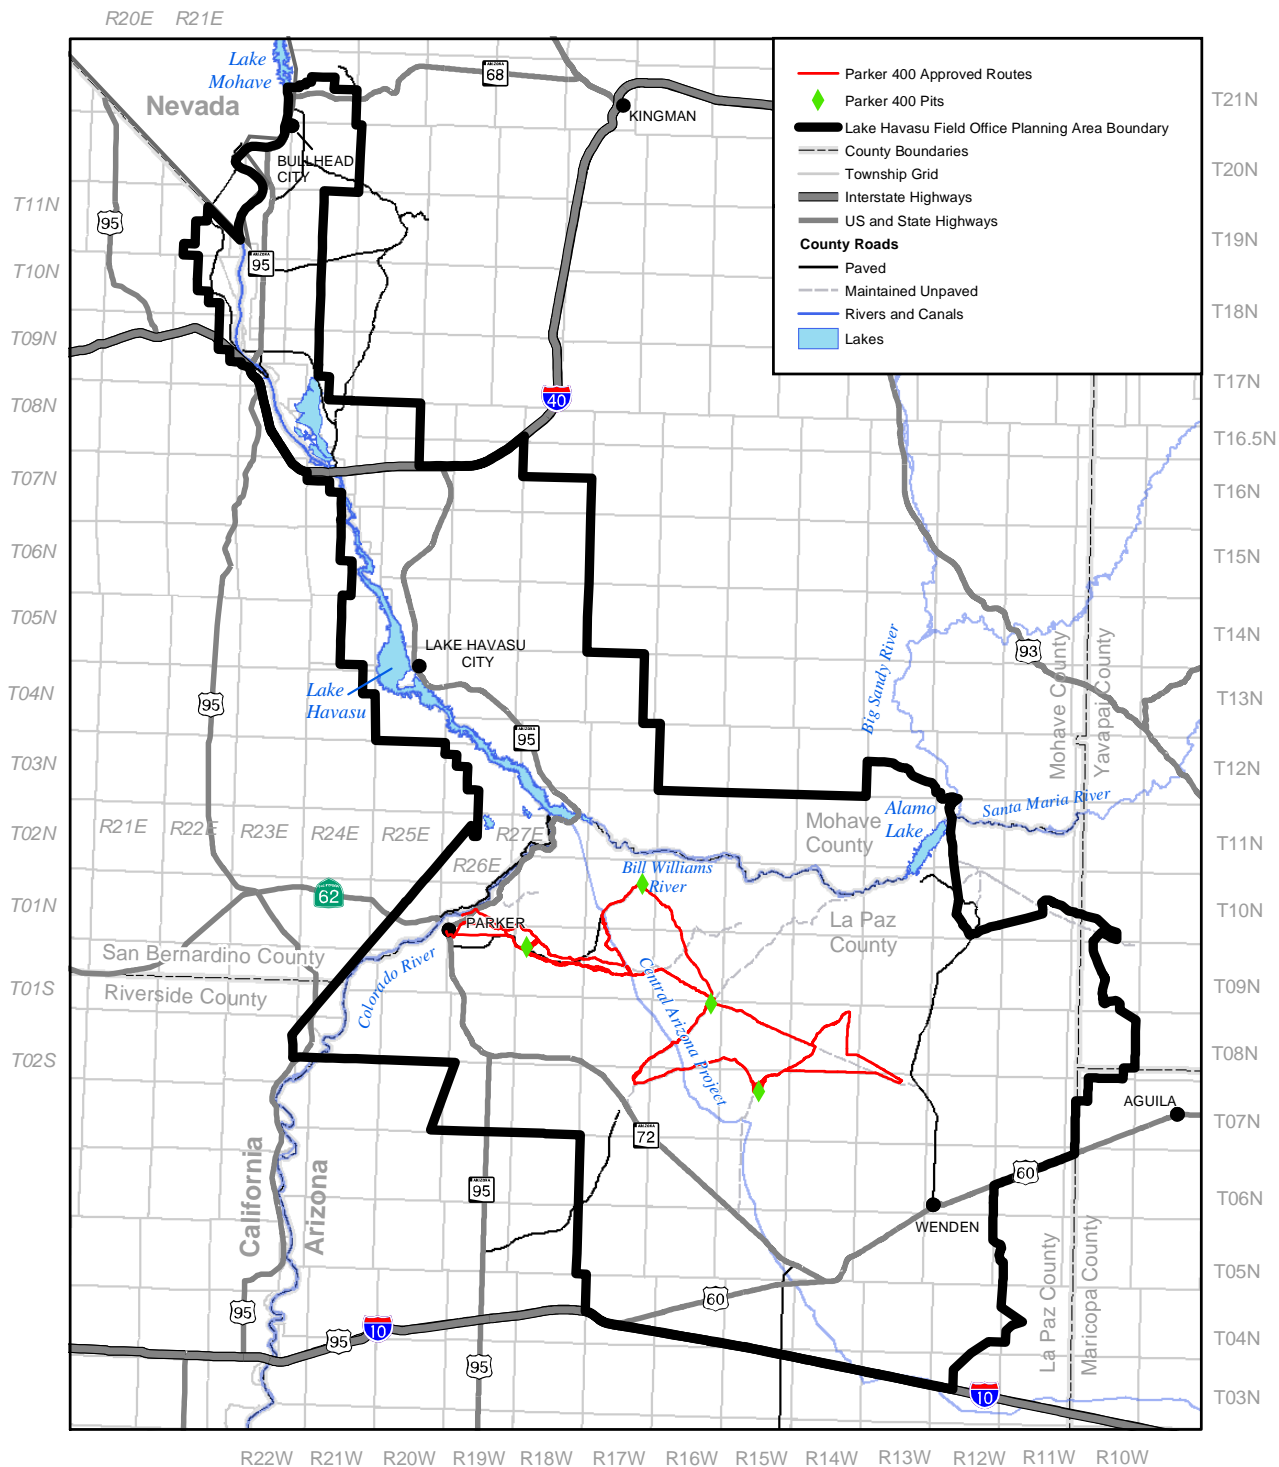 R20E
R21E
Lake
Mohave
Nevada
ARIZONA
68
KINGMAN
BULLHEAD
CITY
95
ARIZONA
95
Parker 400 Approved Routes
Parker 400 Pits
Lake Havasu Field Office Planning Area Boundary
County Boundaries
Township Grid
Interstate Highways
US and State Highways
County Roads
Paved
Maintained Unpaved
Rivers and Canals
Lakes
T21N
T20N
T19N
T18N
T17N
T16.5N
T16N
T15N
T14N
T13N
T12N
T11N
T10N
T09N
T08N
T07N
T06N
T05N
T04N
T03N
T11N
T10N
T09N
T08N
T07N
T06N
T05N
T04N
T03N
T02N
T01N
T01S
T02S
40
LAKE HAVASU
CITY
Lake
Havasu
95
ARIZONA
95
93
Big Sandy River
Mohave County
Yavapai County
Alamo
Lake
Santa Maria River
Mohave
County
R21E
R22E
R23E
R24E
R25E
R27E
R26E
Bill Williams
River
62
PARKER
La Paz
County
San Bernardino County
Riverside County
Colorado River
Central Arizona Project
AGUILA
ARIZONA
72
60
California
Arizona
ARIZONA
95
WENDEN
La Paz County
Maricopa County
60
95
10
95
95
10
R22W
R21W
R20W
R19W
R18W
R17W
R16W
R15W
R14W
R13W
R12W
R11W
R10W